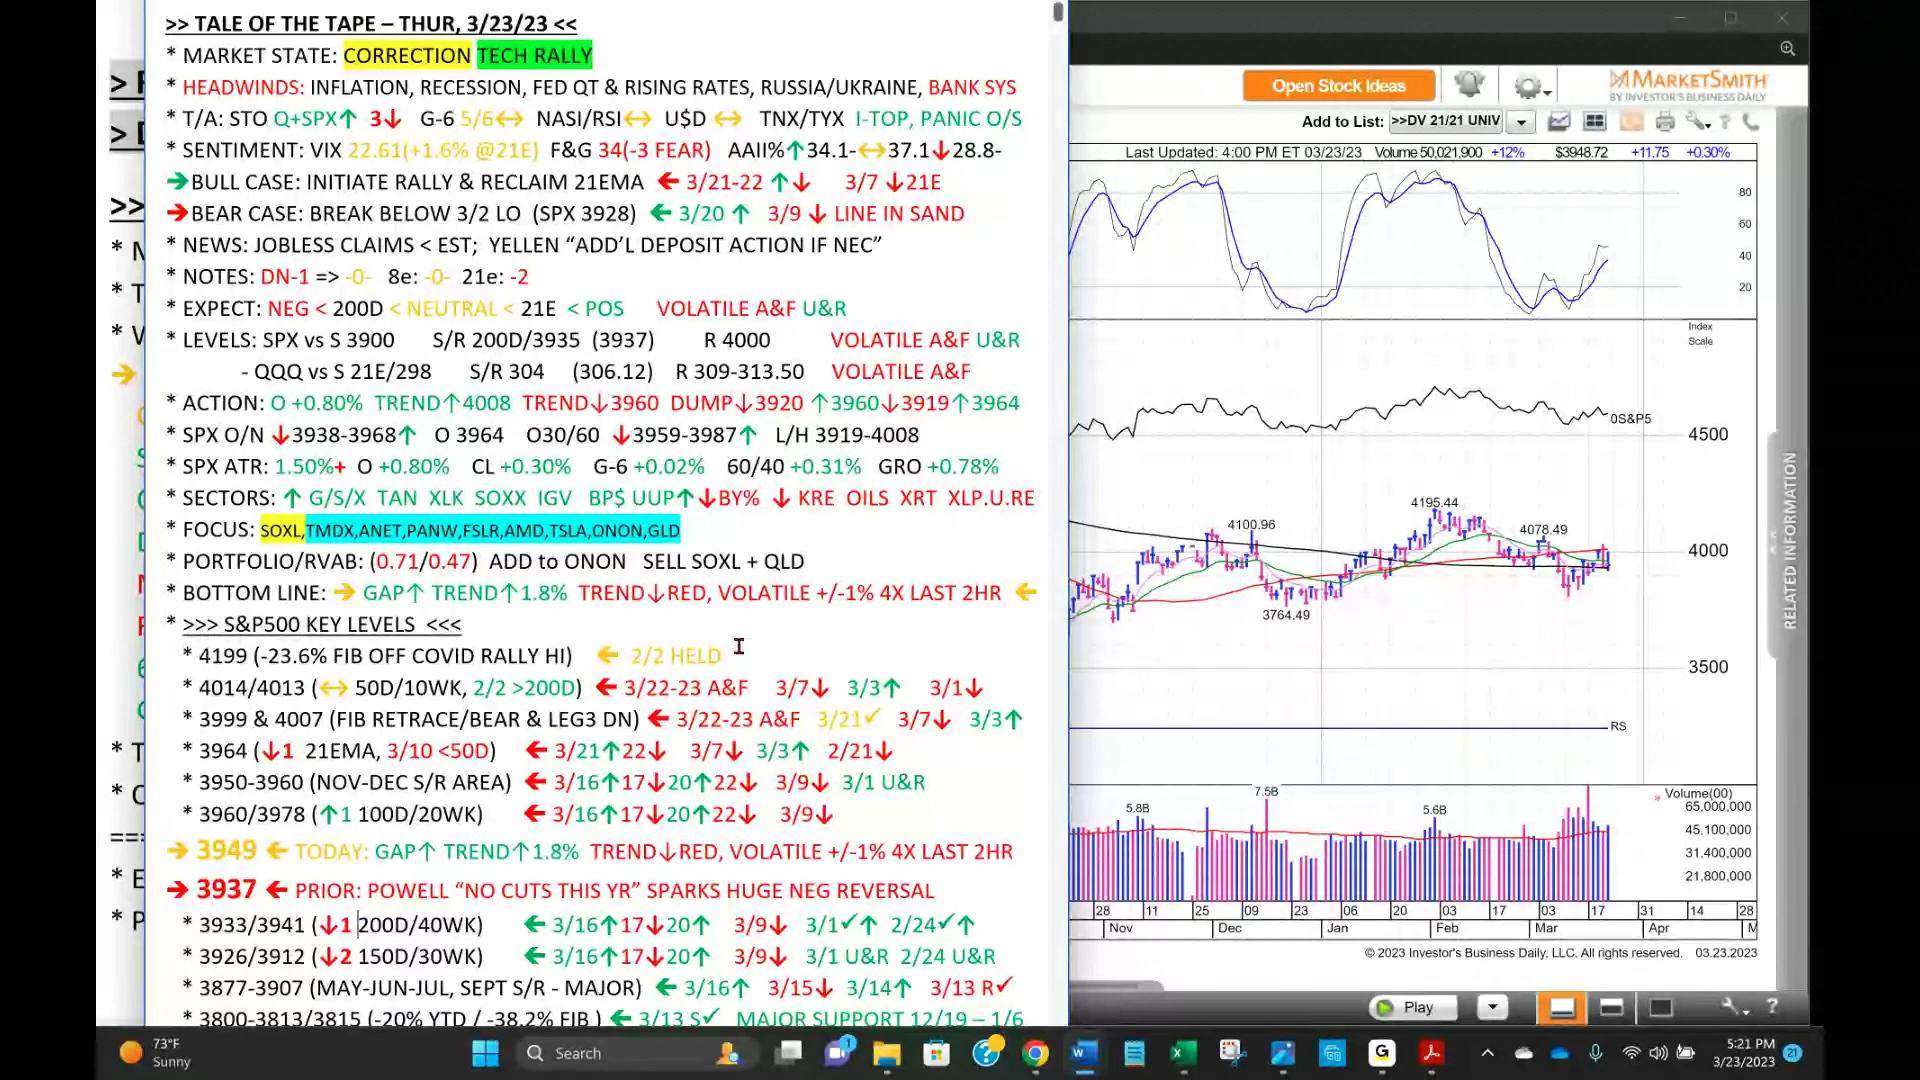 >> TALE OF THE TAPE – THUR, 3/23/23 <<
* MARKET STATE: CORRECTION TECH RALLY
* HEADWINDS: INFLATION, RECESSION, FED QT & RISING RATES, RUSSIA/UKRAINE, BANK SYS
* T/A: STO Q+SPX↑ 3↓ G-6 5/6↔ NASI/RSI↔ U$D ↔ TNX/TYX I-TOP, PANIC O/S
* SENTIMENT: VIX 22.61(+1.6% @21E) F&G 34(-3 FEAR) AAII%↑34.1-↔37.1↓28.8-
➔BULL CASE: INITIATE RALLY & RECLAIM 21EMA ← 3/21-22 ↑↓ 3/7 ↓21E
➔BEAR CASE: BREAK BELOW 3/2 LO (SPX 3928) ← 3/20 ↑ 3/9 ↓ LINE IN SAND
* NEWS: JOBLESS CLAIMS < EST; YELLEN “ADD’L DEPOSIT ACTION IF NEC”
* NOTES: DN-1 => -0- 8e: -0- 21e: -2
* EXPECT: NEG < 200D < NEUTRAL < 21E < POS VOLATILE A&F U&R
* LEVELS: SPX vs S 3900 S/R 200D/3935 (3937) R 4000 VOLATILE A&F U&R
- QQQ vs S 21E/298 S/R 304 (306.12) R 309-313.50 VOLATILE A&F
* ACTION: O +0.80% TREND↑4008 TREND↓3960 DUMP↓3920 ↑3960↓3919↑3964
* SPX O/N ↓3938-3968↑ O 3964 O30/60 ↓3959-3987↑ L/H 3919-4008
* SPX ATR: 1.50%+ O +0.80% CL +0.30% G-6 +0.02% 60/40 +0.31% GRO +0.78%
* SECTORS: ↑ G/S/X TAN XLK SOXX IGV BP$ UUP↑↓BY% ↓ KRE OILS XRT XLP.U.RE
* FOCUS: SOXL,TMDX,ANET,PANW,FSLR,AMD,TSLA,ONON,GLD
* PORTFOLIO/RVAB: (0.71/0.47) ADD to ONON SELL SOXL + QLD
* BOTTOM LINE: ➔ GAP↑ TREND↑1.8% TREND↓RED, VOLATILE +/-1% 4X LAST 2HR ←
* >>> S&P500 KEY LEVELS <<<
* 4199 (-23.6% FIB OFF COVID RALLY HI) ← 2/2 HELD
* 4014/4013 (↔ 50D/10WK, 2/2 >200D) ← 3/22-23 A&F 3/7↓ 3/3↑ 3/1↓
* 3999 & 4007 (FIB RETRACE/BEAR & LEG3 DN) ← 3/22-23 A&F 3/21✓ 3/7↓ 3/3↑
* 3964 (↓1 21EMA, 3/10 <50D) ← 3/21↑22↓ 3/7↓ 3/3↑ 2/21↓
* 3950-3960 (NOV-DEC S/R AREA) ← 3/16↑17↓20↑22↓ 3/9↓ 3/1 U&R
* 3960/3978 (↑1 100D/20WK) ← 3/16↑17↓20↑22↓ 3/9↓
➔ 3949 ← TODAY: GAP↑ TREND↑1.8% TREND↓RED, VOLATILE +/-1% 4X LAST 2HR
➔ 3937 ← PRIOR: POWELL “NO CUTS THIS YR” SPARKS HUGE NEG REVERSAL
* 3933/3941 (↓1 200D/40WK) ← 3/16↑17↓20↑ 3/9↓ 3/1✓↑ 2/24✓↑
* 3926/3912 (↓2 150D/30WK) ← 3/16↑17↓20↑ 3/9↓ 3/1 U&R 2/24 U&R
* 3877-3907 (MAY-JUN-JUL, SEPT S/R - MAJOR) ← 3/16↑ 3/15↓ 3/14↑ 3/13 R✓
* 3800-3813/3815 (-20% YTD / -38.2% FIB ) ← 3/13 S✓ MAJOR SUPPORT 12/19 – 1/6
Open Stock Ideas
MARKETSMITH
BY INVESTOR'S BUSINESS DAILY
Add to List: >>DV 21/21 UNIV
Last Updated: 4:00 PM ET 03/23/23 Volume 50,021,900 +12% $3948.72 +11.75 +0.30%
80
60
40
20
Index
Scale
0S&P5
4500
4195.44
4100.96
4078.49
4000
3764.49
3500
RS
Volume(00)
7.5B
5.8B
5.6B
65,000,000
45,100,000
31,400,000
21,800,000
28 11 25 09 23 06 20 03 17 03 17 31 14 28
Nov Dec Jan Feb Mar Apr M
© 2023 Investor's Business Daily, LLC. All rights reserved. 03.23.2023
RELATED INFORMATION
Play
73°F
Sunny
Search
5:21 PM
3/23/2023
21